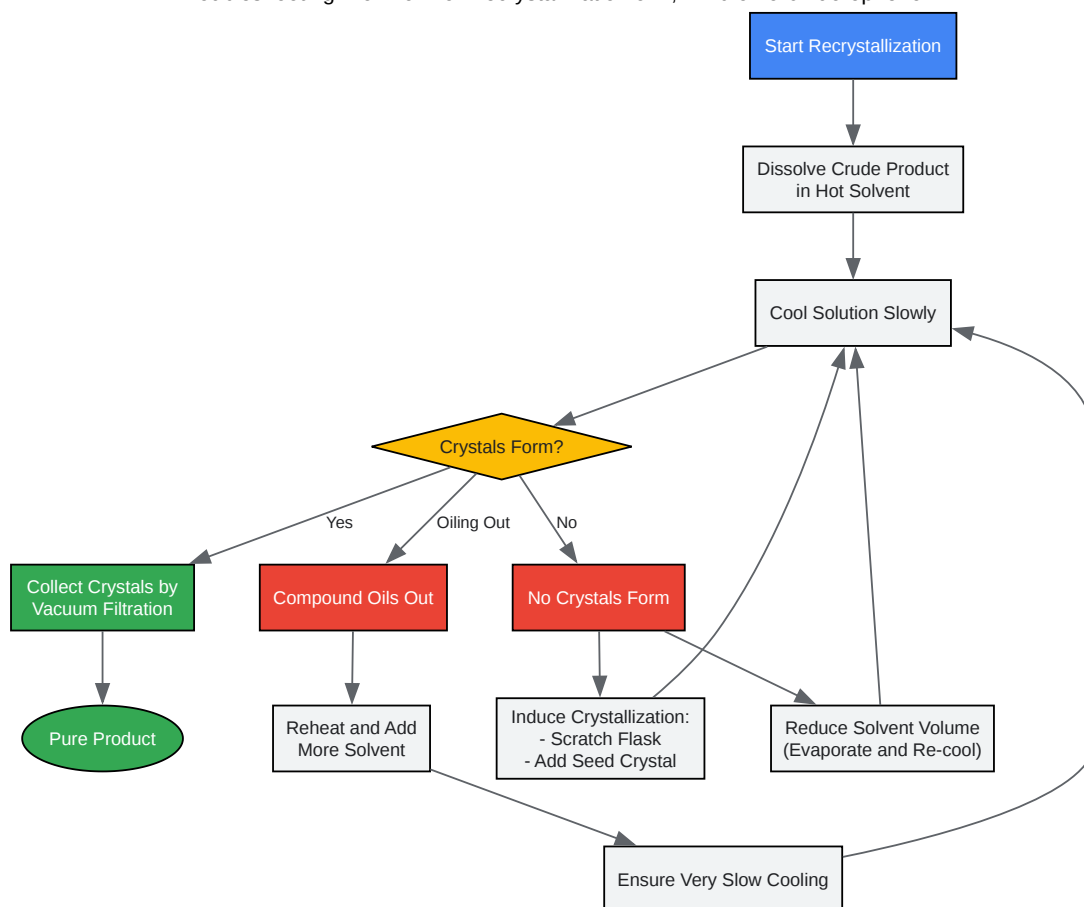 Start Recrystallization
Dissolve Crude Product
in Hot Solvent
Cool Solution Slowly
Crystals Form?
Yes
Oiling Out
No
Collect Crystals by
Vacuum Filtration
Compound Oils Out
No Crystals Form
Pure Product
Reheat and Add
More Solvent
Induce Crystallization:
- Scratch Flask
- Add Seed Crystal
Reduce Solvent Volume
(Evaporate and Re-cool)
Ensure Very Slow Cooling